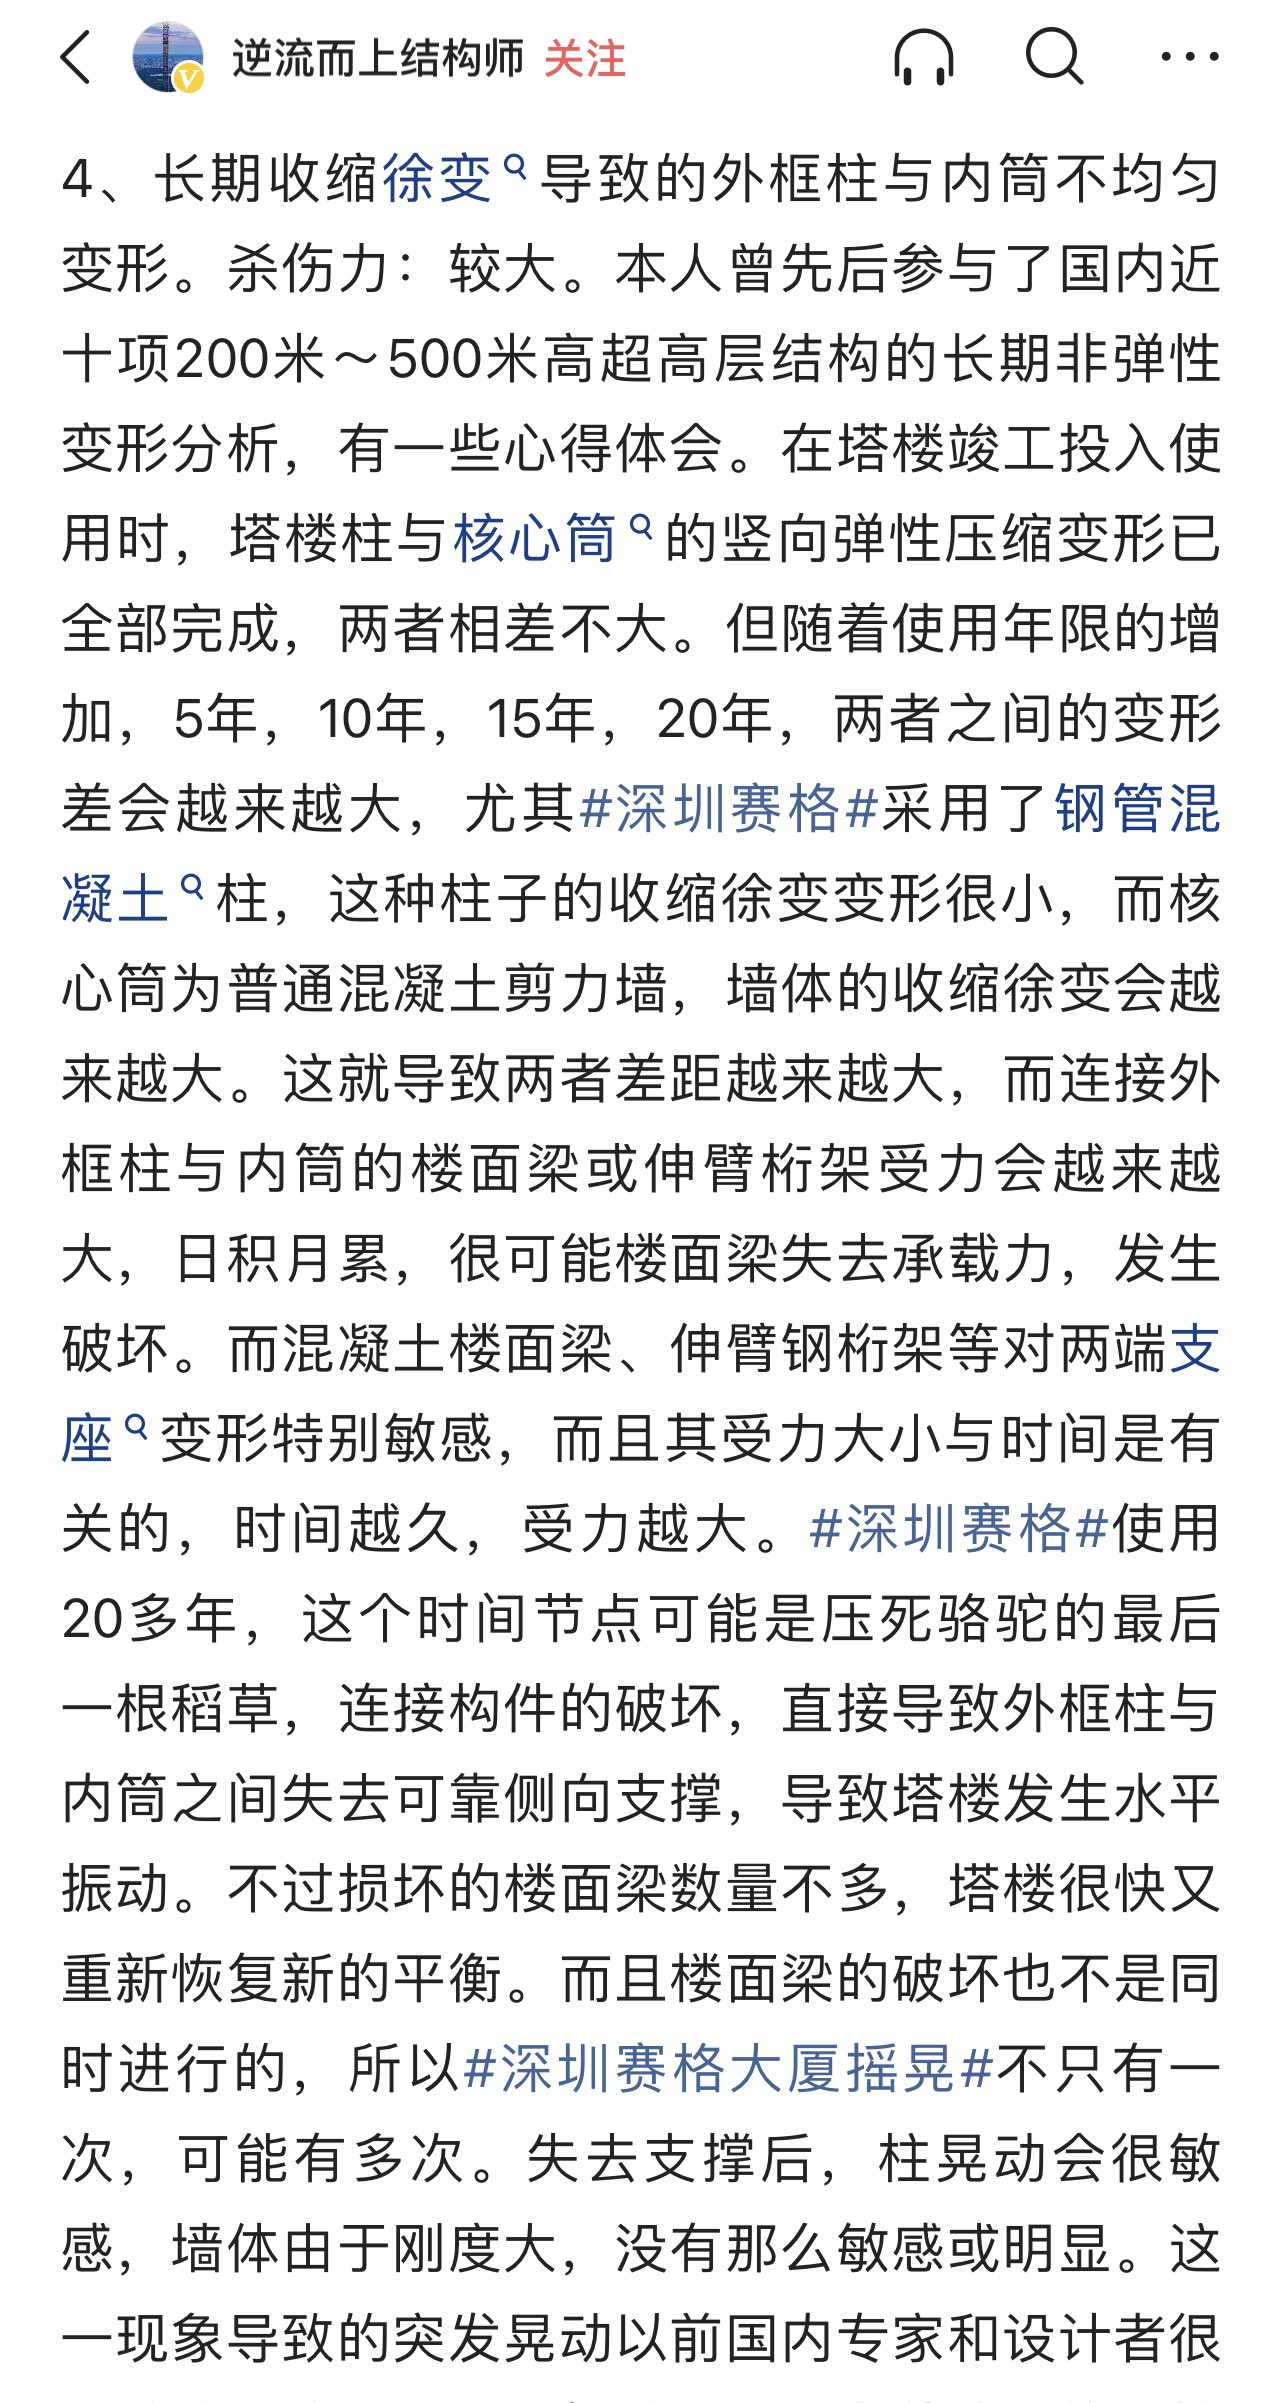 逆流而上结构师 关注
4、长期收缩徐变导致的外框柱与内筒不均匀
变形。杀伤力：较大。本人曾先后参与了国内近
十项200米～500米高超高层结构的长期非弹性
变形分析，有一些心得体会。在塔楼竣工投入使
用时，塔楼柱与核心筒的竖向弹性压缩变形已
全部完成，两者相差不大。但随着使用年限的增
加，5年，10年，15年，20年，两者之间的变形
差会越来越大，尤其#深圳赛格#采用了钢管混
凝土柱，这种柱子的收缩徐变变形很小，而核
心筒为普通混凝土剪力墙，墙体的收缩徐变会越
来越大。这就导致两者差距越来越大，而连接外
框柱与内筒的楼面梁或伸臂桁架受力会越来越
大，日积月累，很可能楼面梁失去承载力，发生
破坏。而混凝土楼面梁、伸臂钢桁架等对两端支
座变形特别敏感，而且其受力大小与时间是有
关的，时间越久，受力越大。#深圳赛格#使用
20多年，这个时间节点可能是压死骆驼的最后
一根稻草，连接构件的破坏，直接导致外框柱与
内筒之间失去可靠侧向支撑，导致塔楼发生水平
振动。不过损坏的楼面梁数量不多，塔楼很快又
重新恢复新的平衡。而且楼面梁的破坏也不是同
时进行的，所以#深圳赛格大厦摇晃#不只有一
次，可能有多次。失去支撑后，柱晃动会很敏
感，墙体由于刚度大，没有那么敏感或明显。这
一现象导致的突发晃动以前国内专家和设计者很